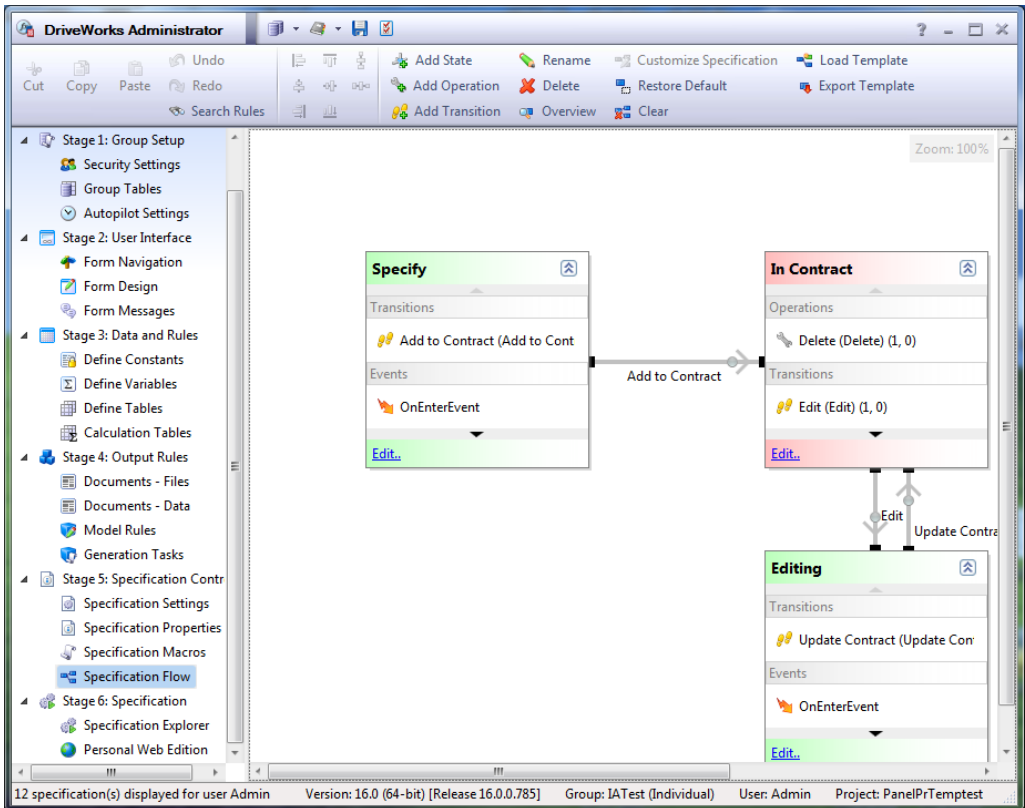 DriveWorks Administrator
?
Cut
Copy
Paste
Undo
Redo
Search Rules
Add State
Add Operation
Add Transition
Rename
Delete
Overview
Customize Specification
Restore Default
Clear
Load Template
Export Template
Stage 1: Group Setup
Security Settings
Group Tables
Autopilot Settings
Stage 2: User Interface
Form Navigation
Form Design
Form Messages
Stage 3: Data and Rules
Define Constants
Define Variables
Define Tables
Calculation Tables
Stage 4: Output Rules
Documents - Files
Documents - Data
Model Rules
Generation Tasks
Stage 5: Specification Contr
Specification Settings
Specification Properties
Specification Macros
Specification Flow
Stage 6: Specification
Specification Explorer
Personal Web Edition
Zoom: 100%
Specify
Transitions
Add to Contract (Add to Cont
Events
OnEnterEvent
Edit..
Add to Contract
In Contract
Operations
Delete (Delete) (1, 0)
Transitions
Edit (Edit) (1, 0)
Edit..
Edit
Update Contra
Editing
Transitions
Update Contract (Update Con
Events
OnEnterEvent
Edit..
12 specification(s) displayed for user Admin
Version: 16.0 (64-bit) [Release 16.0.0.785]
Group: IATest (Individual)
User: Admin
Project: PanelPrTemptest